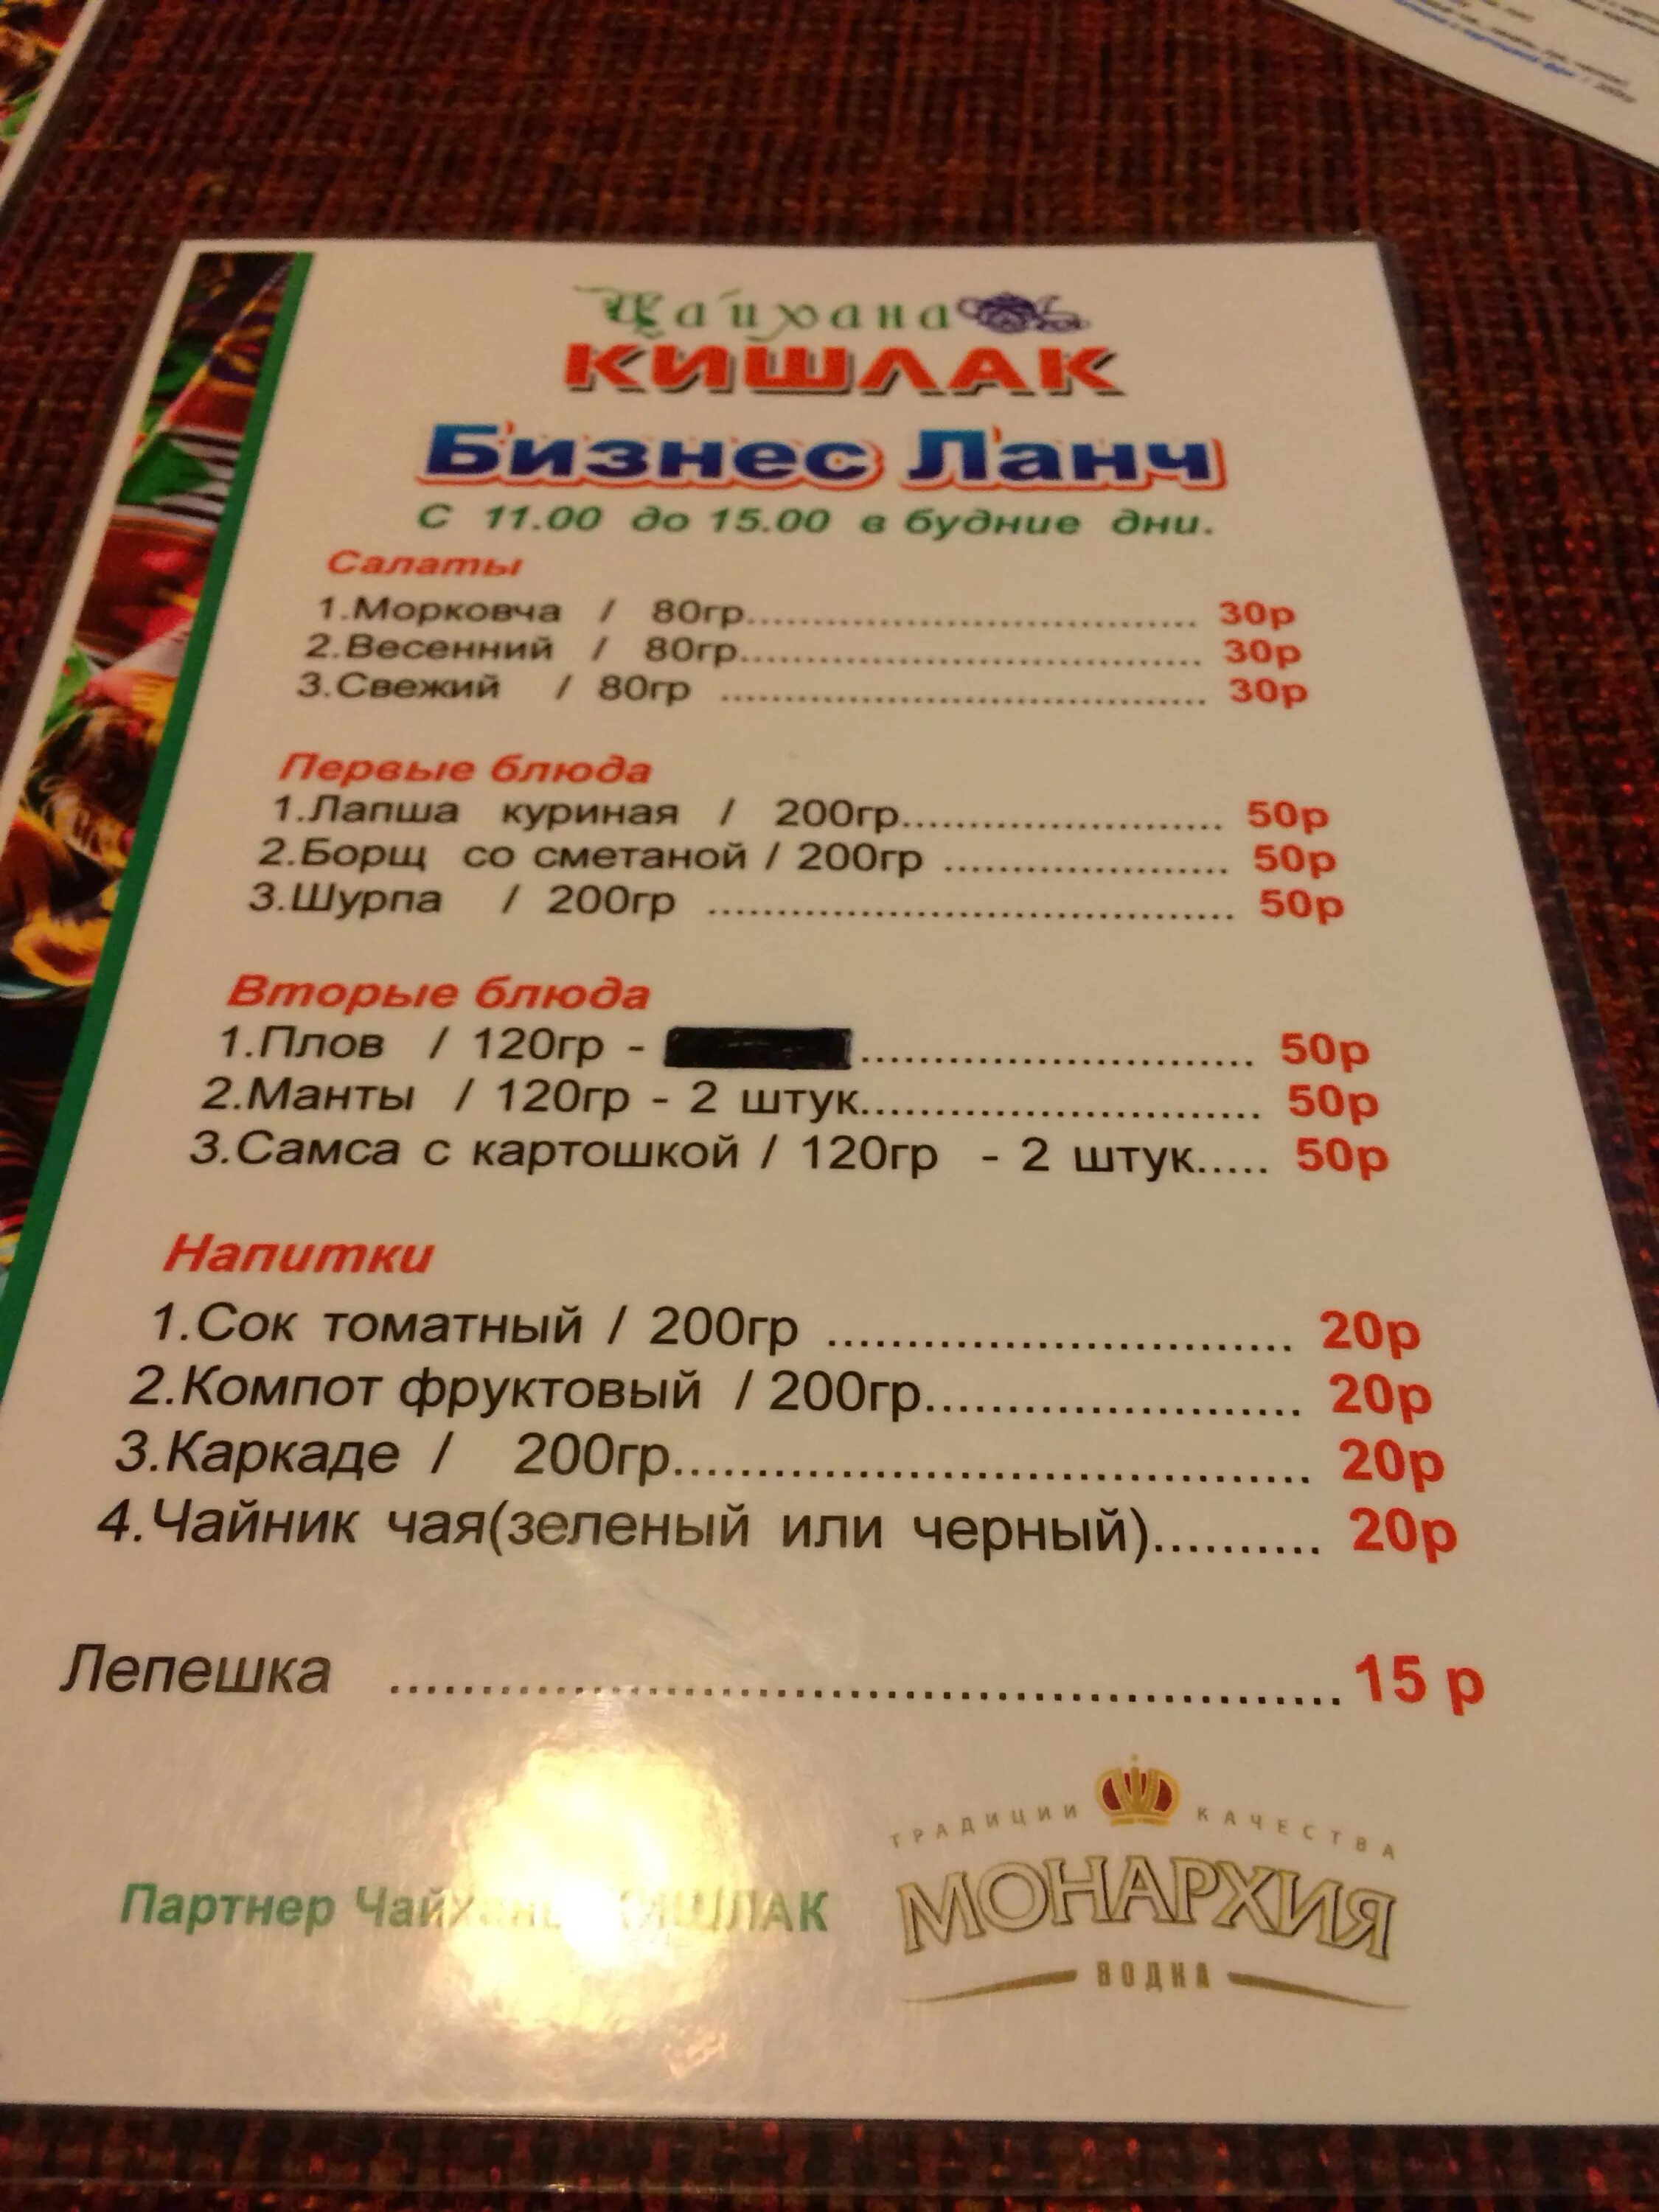 Чайхана
КИШЛАК
Бизнес Ланч
С 11.00 до 15.00 в будние дни.
Салаты
1.Морковча / 80гр.................................. 30р
2.Весенний / 80гр................................... 30р
3.Свежий / 80гр ..................................... 30р
Первые блюда
1.Лапша куриная / 200гр........................ 50р
2.Борщ со сметаной / 200гр ..................... 50р
3.Шурпа / 200гр ....................................... 50р
Вторые блюда
1.Плов / 120гр - ............................ 50р
2.Манты / 120гр - 2 штук............................ 50р
3.Самса с картошкой / 120гр - 2 штук..... 50р
Напитки
1.Сок томатный / 200гр ............................ 20р
2.Компот фруктовый / 200гр....................... 20р
3.Каркаде / 200гр....................................... 20р
4.Чайник чая(зеленый или черный).......... 20р
Лепешка .................................................. 15 р
ТРАДИЦИИ КАЧЕСТВА
МОНАРХИЯ
ВОДКА
Партнер Чайханы КИШЛАК